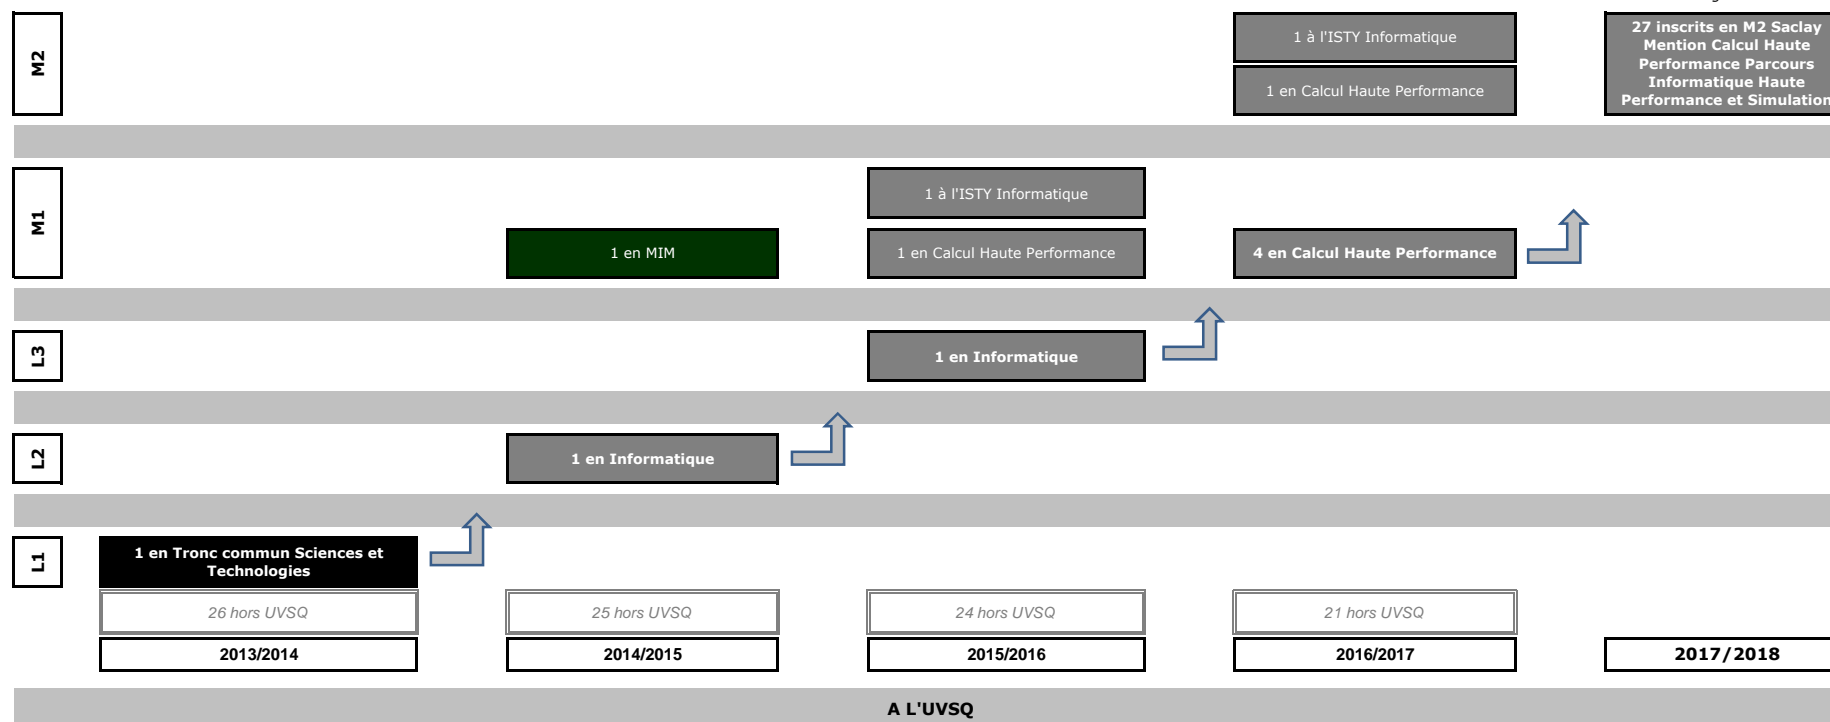 M2
1 à l'ISTY Informatique
1 en Calcul Haute Performance
27 inscrits en M2 Saclay
Mention Calcul Haute
Performance Parcours
Informatique Haute
Performance et Simulation
M1
1 à l'ISTY Informatique
1 en MIM
1 en Calcul Haute Performance
4 en Calcul Haute Performance
L3
1 en Informatique
L2
1 en Informatique
L1
1 en Tronc commun Sciences et
Technologies
26 hors UVSQ
25 hors UVSQ
24 hors UVSQ
21 hors UVSQ
2013/2014
2014/2015
2015/2016
2016/2017
2017/2018
A L'UVSQ